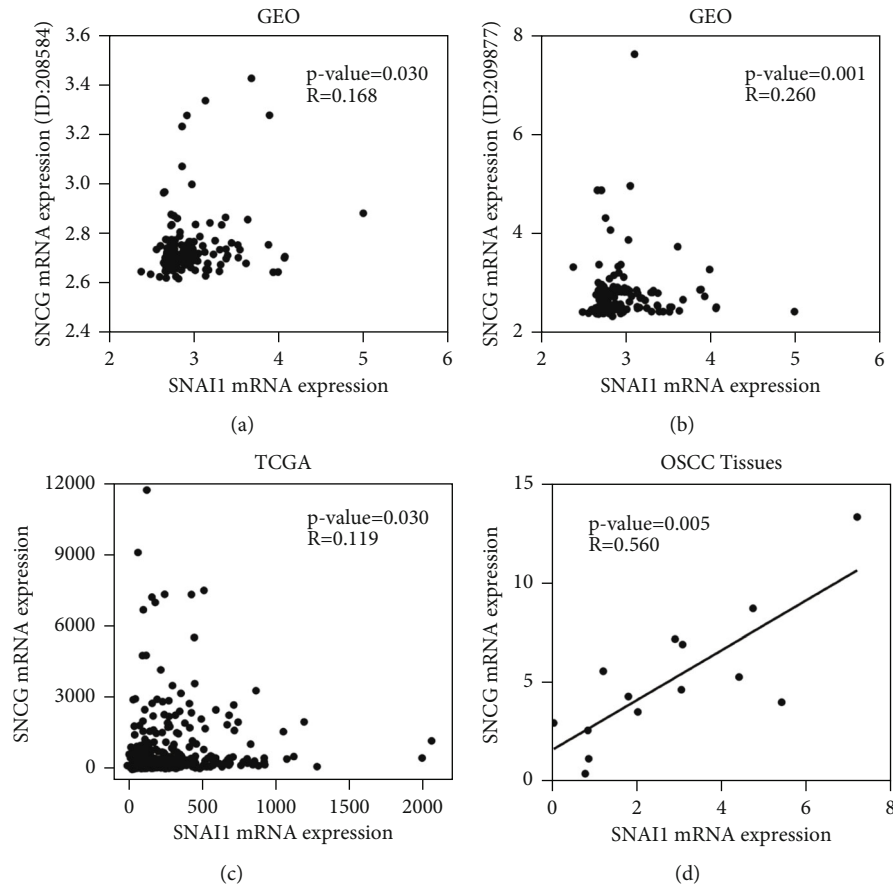 GEO
SNCG mRNA expression (ID:208584)
3.6
3.4
3.2
3.0
2.8
2.6
2.4
p-value=0.030
R=0.168
2 3 4 5 6
SNAI1 mRNA expression
(a)
GEO
SNCG mRNA expression (ID:209877)
8
6
4
2
p-value=0.001
R=0.260
2 3 4 5 6
SNAI1 mRNA expression
(b)
TCGA
SNCG mRNA expression
12000
9000
6000
3000
0
p-value=0.030
R=0.119
0 500 1000 1500 2000
SNAI1 mRNA expression
(c)
OSCC Tissues
SNCG mRNA expression
15
10
5
0
p-value=0.005
R=0.560
0 2 4 6 8
SNAI1 mRNA expression
(d)